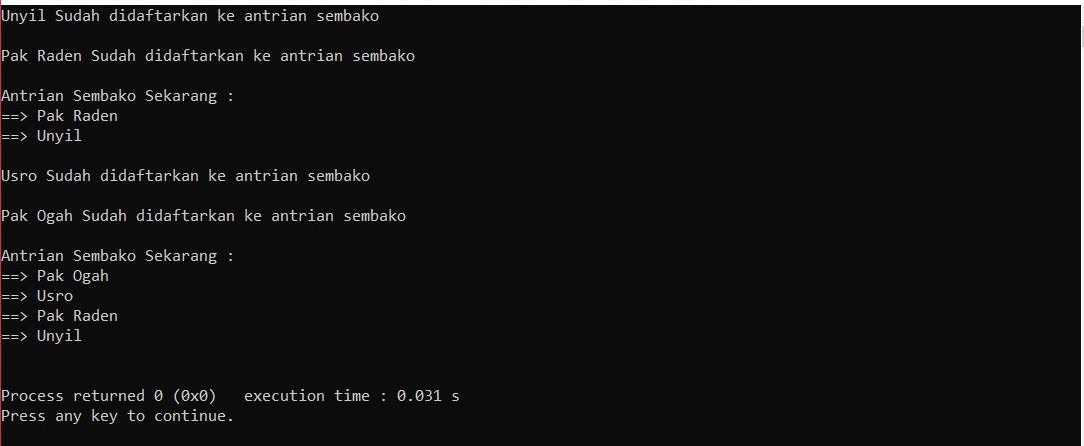 Unyil Sudah didaftarkan ke antrian sembako
Pak Raden Sudah didaftarkan ke antrian sembako
Antrian Sembako Sekarang :
==> Pak Raden
==> Unyil
Usro Sudah didaftarkan ke antrian sembako
Pak Ogah Sudah didaftarkan ke antrian sembako
Antrian Sembako Sekarang :
==> Pak Ogah
==> Usro
==> Pak Raden
==> Unyil
Process returned 0 (0x0)   execution time : 0.031 s
Press any key to continue.